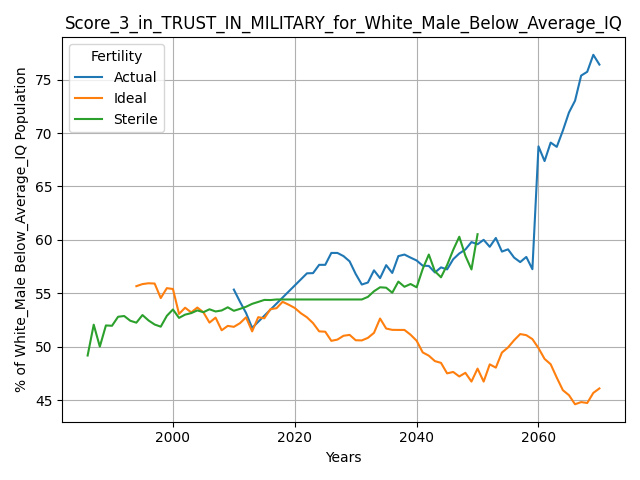 Score_3_in_TRUST_IN_MILITARY_for_White_Male_Below_Average_IQ
% of White_Male Below_Average_IQ Population
Fertility
Actual
Ideal
Sterile
75
70
65
60
55
50
45
2000
2020
2040
2060
Years